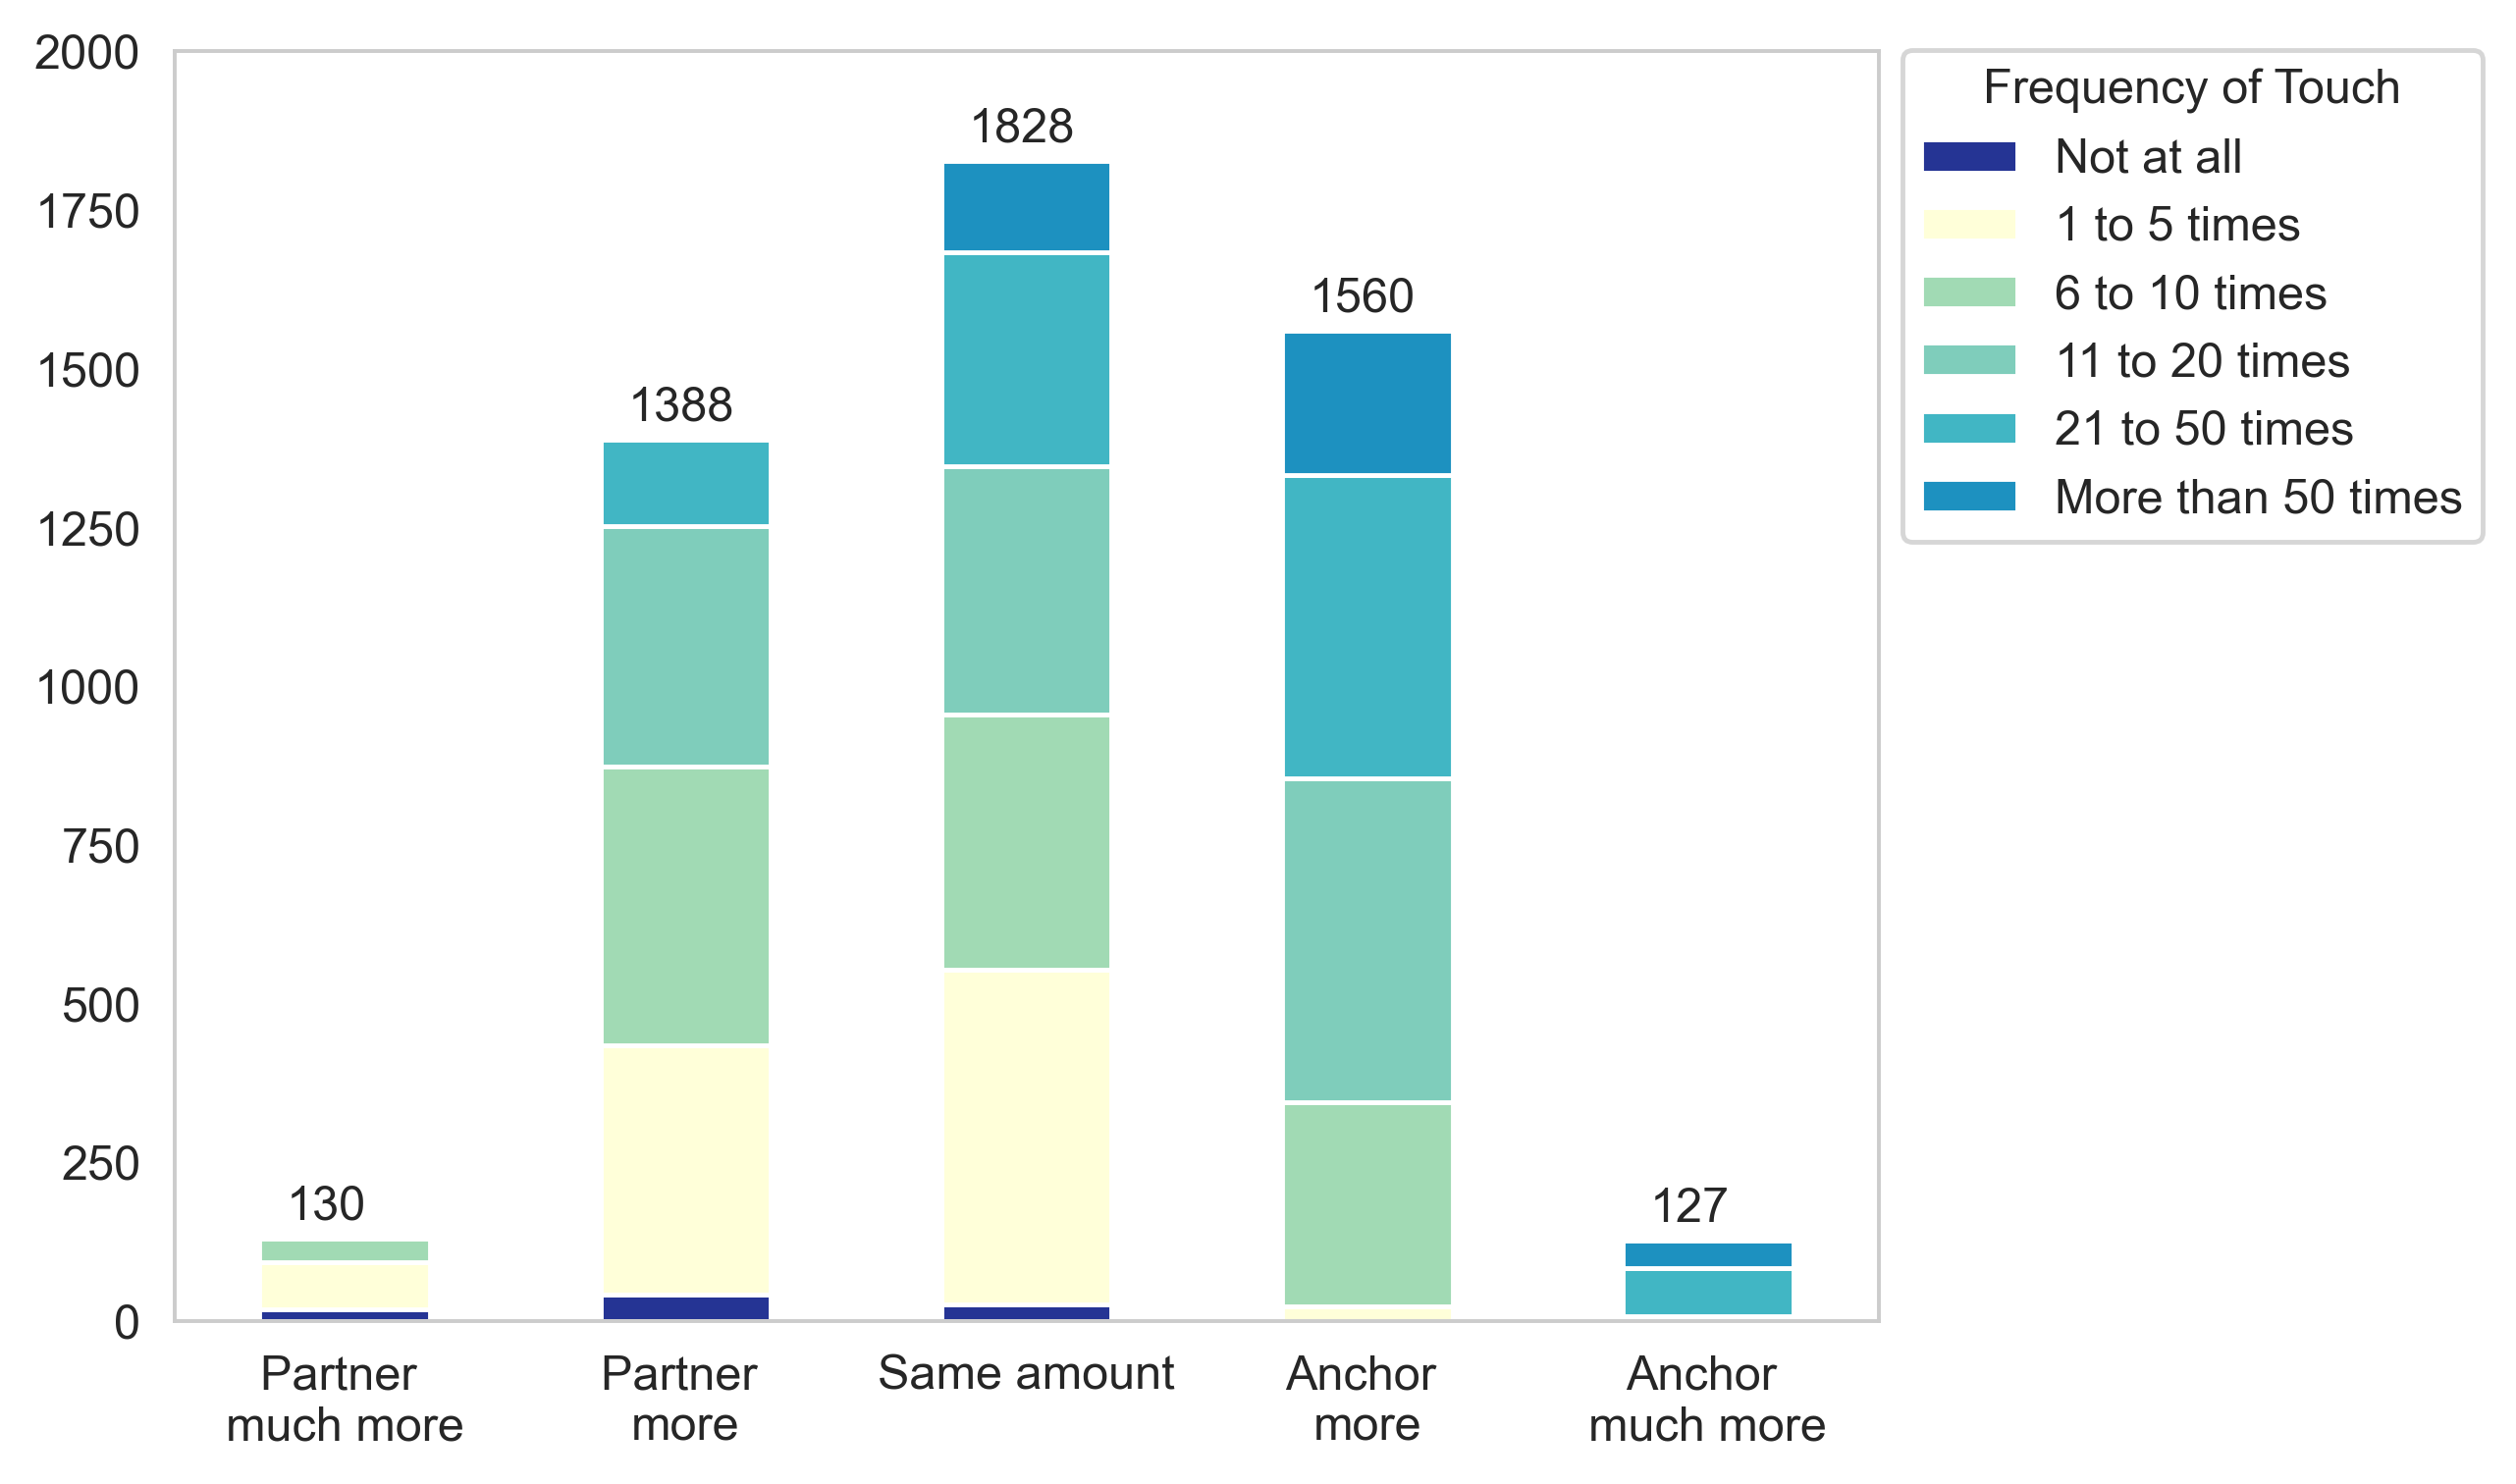 2000
1750
1500
1250
1000
750
500
250
0
130
1388
1828
1560
127
Partner
much more
Partner
more
Same amount
Anchor
more
Anchor
much more
Frequency of Touch
Not at all
1 to 5 times
6 to 10 times
11 to 20 times
21 to 50 times
More than 50 times